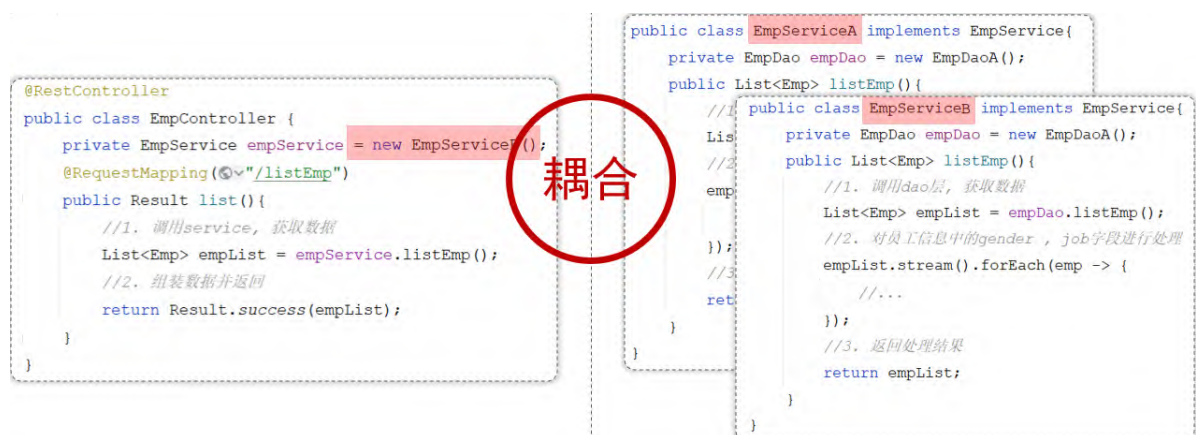 @RestController
public class EmpController {
private EmpService empService = new EmpServiceB();
@RequestMapping("/listEmp")
public Result list(){
//1. 调用service, 获取数据
List<Emp> empList = empService.listEmp();
//2. 组装数据并返回
return Result.success(empList);
}
}
耦合
public class EmpServiceA implements EmpService{
private EmpDao empDao = new EmpDaoA();
public List<Emp> listEmp(){
//1
Lis
//2
emp
});
//3
ret
}
}
public class EmpServiceB implements EmpService{
private EmpDao empDao = new EmpDaoA();
public List<Emp> listEmp(){
//1. 调用dao层, 获取数据
List<Emp> empList = empDao.listEmp();
//2. 对员工信息中的gender , job字段进行处理
empList.stream().forEach(emp -> {
//...
});
//3. 返回处理结果
return empList;
}
}